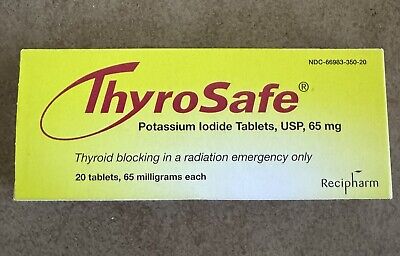 NDC-66983-350-20
ThyroSafe®
Potassium Iodide Tablets, USP, 65 mg
Thyroid blocking in a radiation emergency only
20 tablets, 65 milligrams each
Recipharm